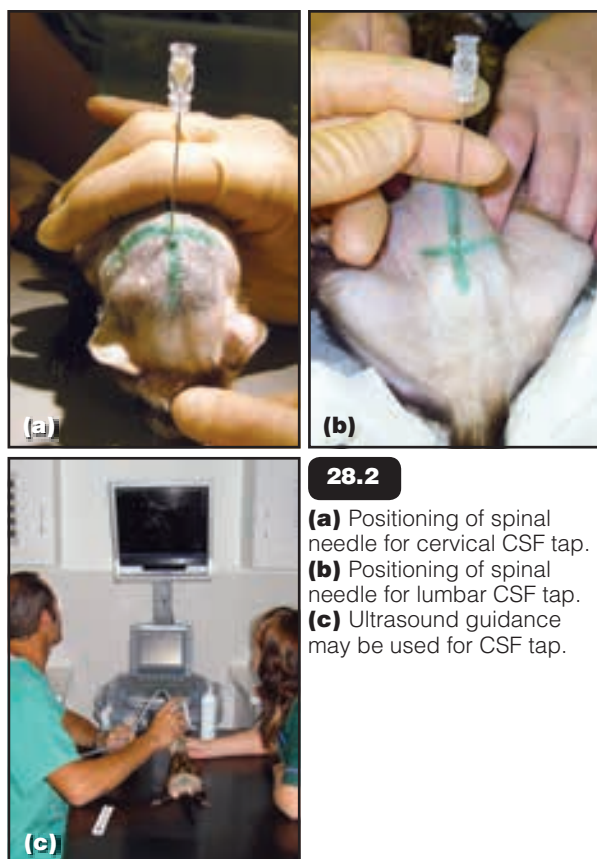 (a)
(b)
28.2
(a) Positioning of spinal
needle for cervical CSF tap.
(b) Positioning of spinal
needle for lumbar CSF tap.
(c) Ultrasound guidance
may be used for CSF tap.
(c)